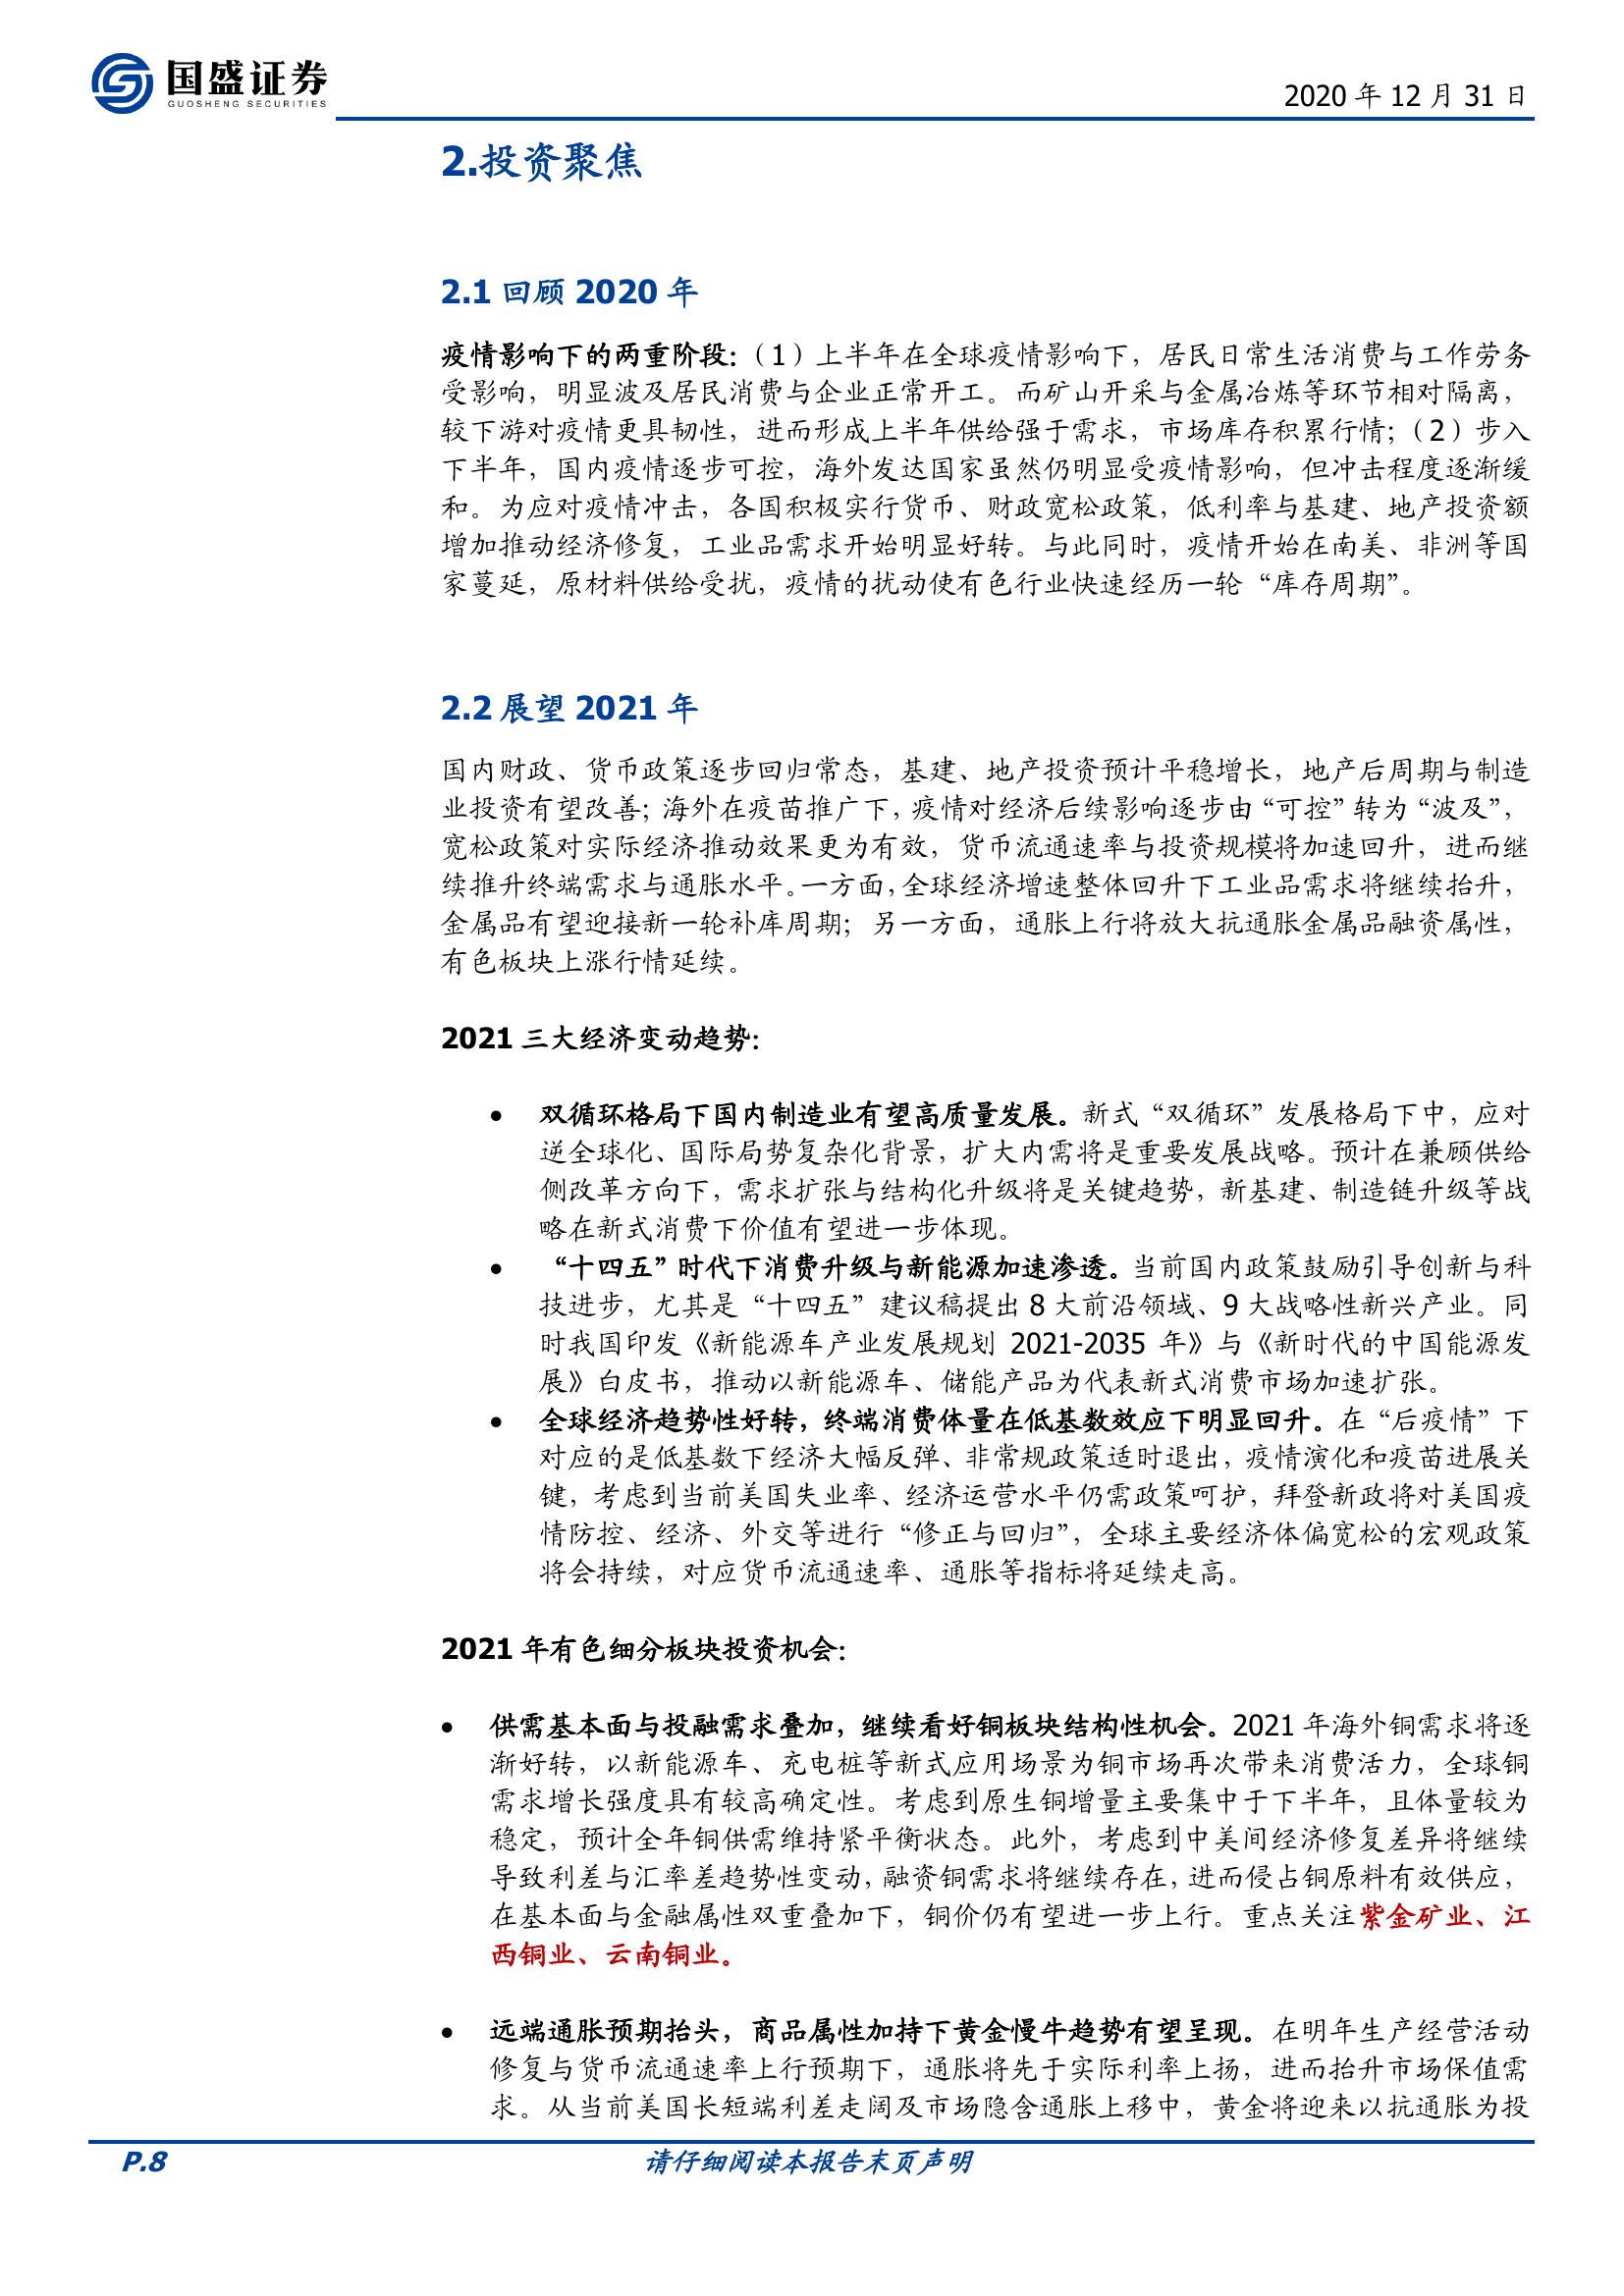 国盛证券
GUOSHENG SECURITIES
2020 年 12 月 31 日
2.投资聚焦
2.1 回顾 2020 年
疫情影响下的两重阶段：（1）上半年在全球疫情影响下，居民日常生活消费与工作劳务
受影响，明显波及居民消费与企业正常开工。而矿山开采与金属冶炼等环节相对隔离，
较下游对疫情更具韧性，进而形成上半年供给强于需求，市场库存积累行情；（2）步入
下半年，国内疫情逐步可控，海外发达国家虽然仍明显受疫情影响，但冲击程度逐渐缓
和。为应对疫情冲击，各国积极实行货币、财政宽松政策，低利率与基建、地产投资额
增加推动经济修复，工业品需求开始明显好转。与此同时，疫情开始在南美、非洲等国
家蔓延，原材料供给受扰，疫情的扰动使有色行业快速经历一轮“库存周期”。
2.2 展望 2021 年
国内财政、货币政策逐步回归常态，基建、地产投资预计平稳增长，地产后周期与制造
业投资有望改善；海外在疫苗推广下，疫情对经济后续影响逐步由“可控”转为“波及”，
宽松政策对实际经济推动效果更为有效，货币流通速率与投资规模将加速回升，进而继
续推升终端需求与通胀水平。一方面，全球经济增速整体回升下工业品需求将继续抬升，
金属品有望迎接新一轮补库周期；另一方面，通胀上行将放大抗通胀金属品融资属性，
有色板块上涨行情延续。
2021 三大经济变动趋势：
● 双循环格局下国内制造业有望高质量发展。新式“双循环”发展格局下中，应对
逆全球化、国际局势复杂化背景，扩大内需将是重要发展战略。预计在兼顾供给
侧改革方向下，需求扩张与结构化升级将是关键趋势，新基建、制造链升级等战
略在新式消费下价值有望进一步体现。
● “十四五”时代下消费升级与新能源加速渗透。当前国内政策鼓励引导创新与科
技进步，尤其是“十四五”建议稿提出 8 大前沿领域、9 大战略性新兴产业。同
时我国印发《新能源车产业发展规划 2021-2035 年》与《新时代的中国能源发
展》白皮书，推动以新能源车、储能产品为代表新式消费市场加速扩张。
● 全球经济趋势性好转，终端消费体量在低基数效应下明显回升。在“后疫情”下
对应的是低基数下经济大幅反弹、非常规政策适时退出，疫情演化和疫苗进展关
键，考虑到当前美国失业率、经济运营水平仍需政策呵护，拜登新政将对美国疫
情防控、经济、外交等进行“修正与回归”，全球主要经济体偏宽松的宏观政策
将会持续，对应货币流通速率、通胀等指标将延续走高。
2021 年有色细分板块投资机会：
● 供需基本面与投融需求叠加，继续看好铜板块结构性机会。2021 年海外铜需求将逐
渐好转，以新能源车、充电桩等新式应用场景为铜市场再次带来消费活力，全球铜
需求增长强度具有较高确定性。考虑到原生铜增量主要集中于下半年，且体量较为
稳定，预计全年铜供需维持紧平衡状态。此外，考虑到中美间经济修复差异将继续
导致利差与汇率差趋势性变动，融资铜需求将继续存在，进而侵占铜原料有效供应，
在基本面与金融属性双重叠加下，铜价仍有望进一步上行。重点关注紫金矿业、江
西铜业、云南铜业。
● 远端通胀预期抬头，商品属性加持下黄金慢牛趋势有望呈现。在明年生产经营活动
修复与货币流通速率上行预期下，通胀将先于实际利率上扬，进而抬升市场保值需
求。从当前美国长短端利差走阔及市场隐含通胀上移中，黄金将迎来以抗通胀为投
P.8
请仔细阅读本报告末页声明